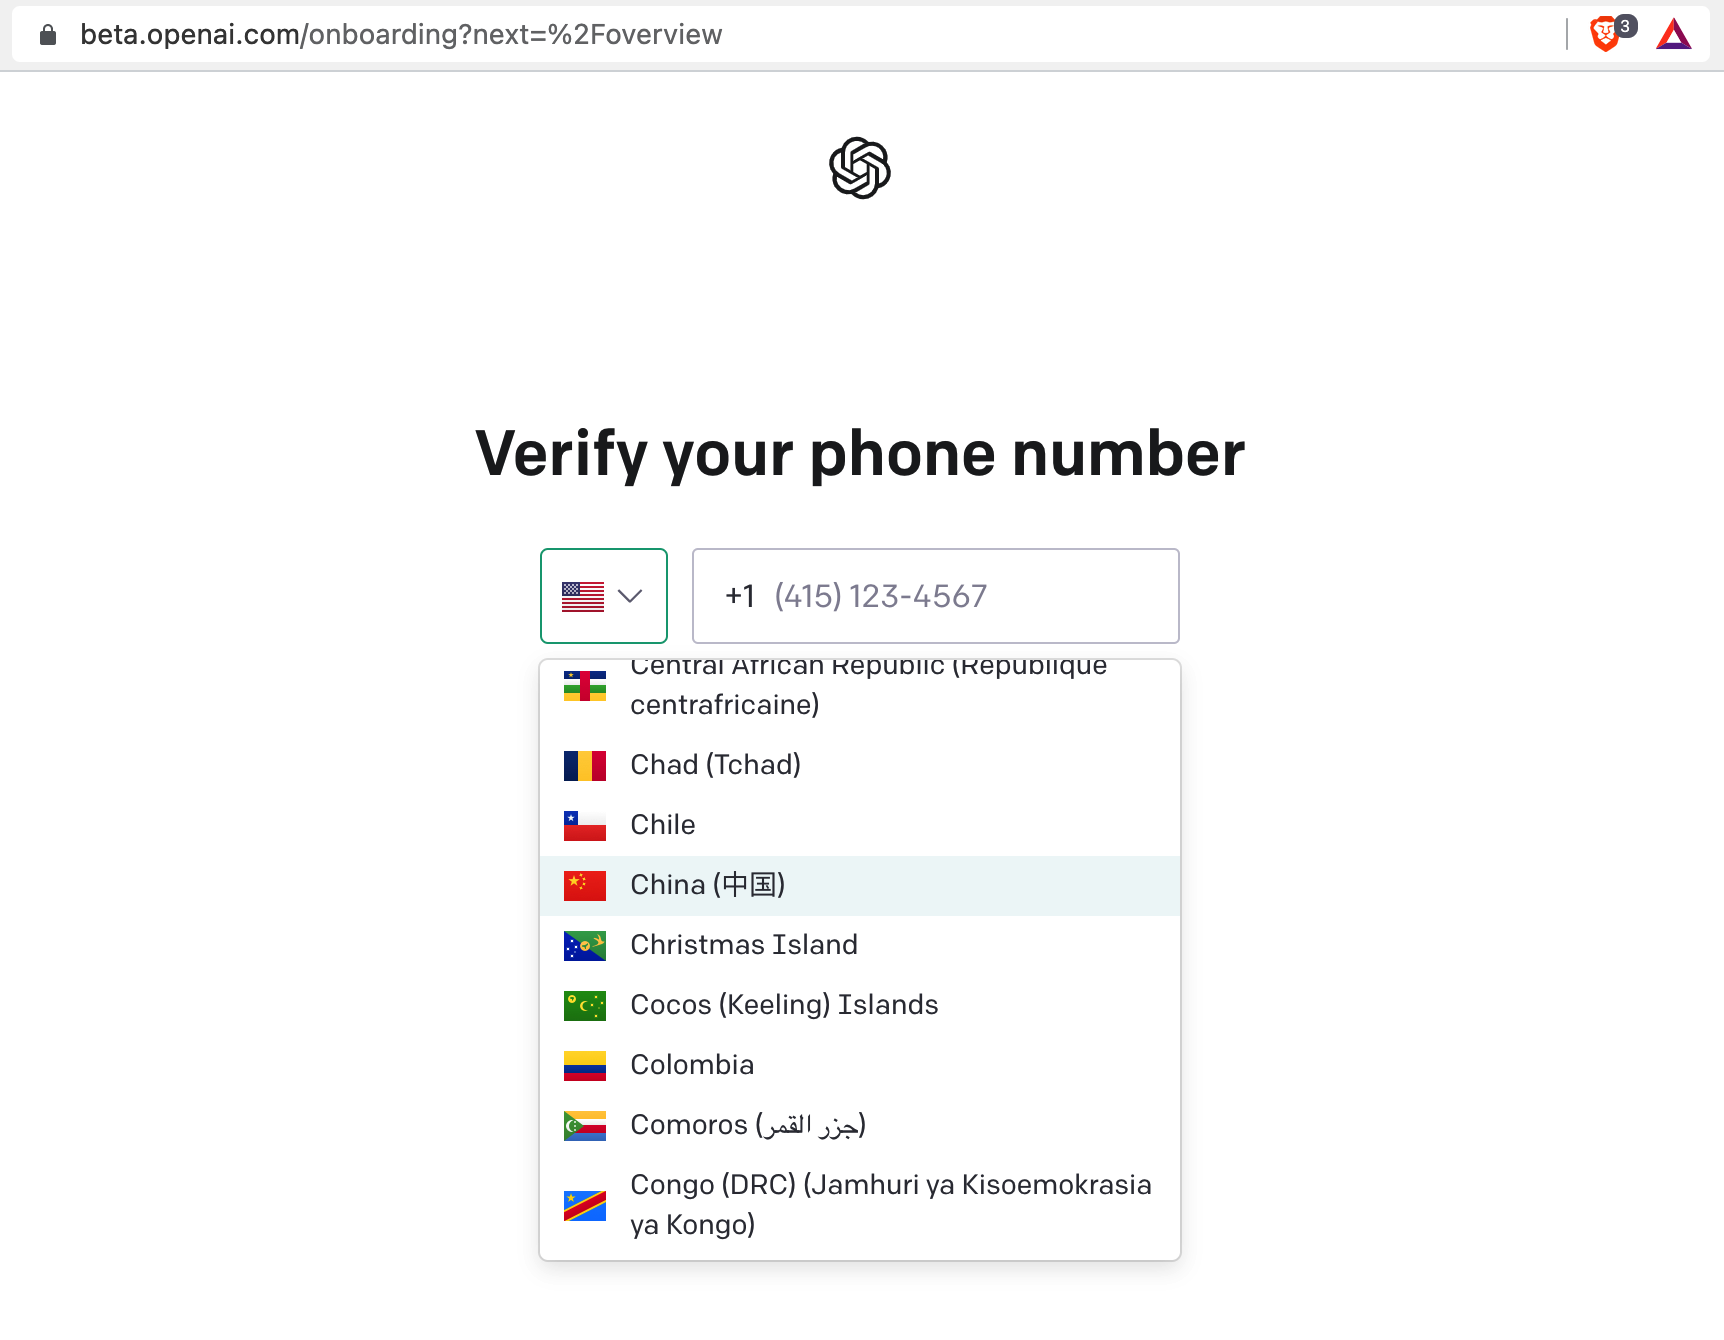 beta.openai.com/onboarding?next=%2Foverview
3
Verify your phone number
+1 (415) 123-4567
Central African Republic (République
centrafricaine)
Chad (Tchad)
Chile
China (中国)
Christmas Island
Cocos (Keeling) Islands
Colombia
Comoros (جزر القمر)
Congo (DRC) (Jamhuri ya Kisoemokrasia
ya Kongo)